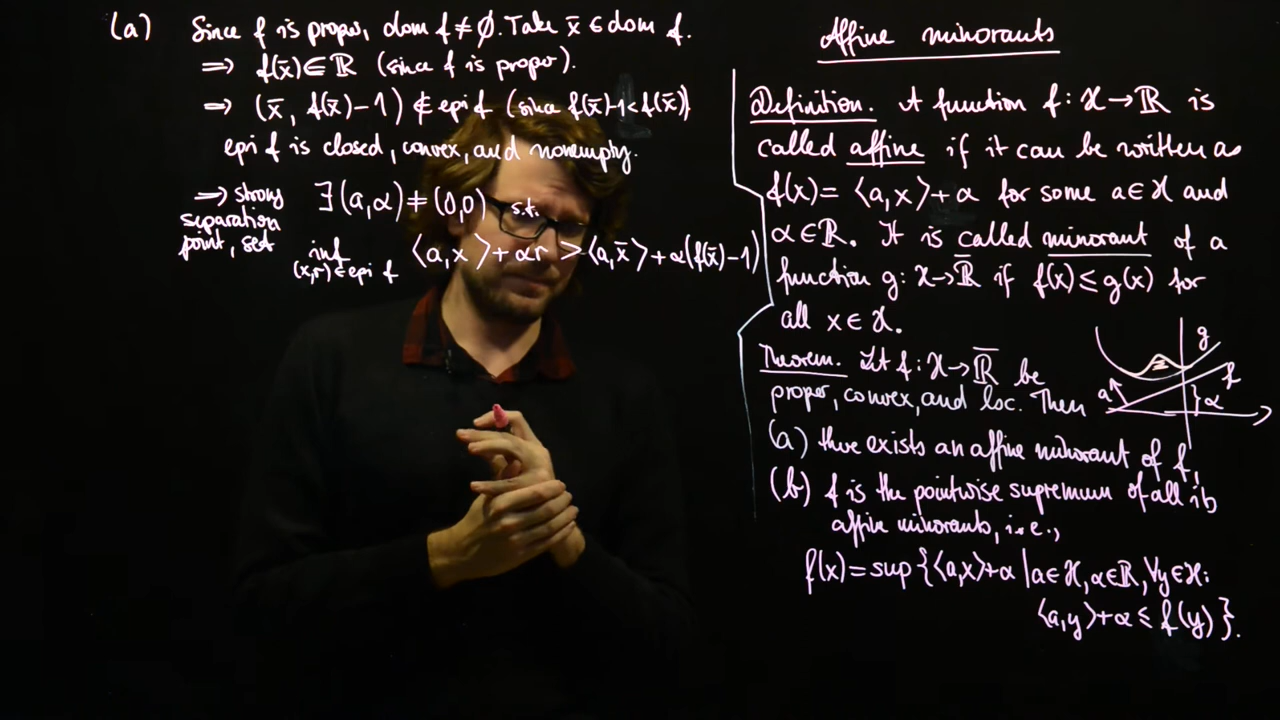 (a) Since f is proper, dom f ≠ ∅. Take x̄ ∈ dom f.
⇒ f(x̄) ∈ ℝ (since f is proper).
⇒ (x̄, f(x̄)-1) ∉ epi f (since f(x̄)-1 < f(x̄))
epi f is closed, convex, and nonempty.
⇒ strong separation point, set
∃ (a,α) ≠ (0,0) s.t.
inf (x,r) ∈ epi f ⟨a,x⟩ + αr > ⟨a,x̄⟩ + α(f(x̄)-1)
Affine minorants
Definition. A function f: 𝒳 → ℝ is
called affine if it can be written as
f(x) = ⟨a,x⟩ + α for some a ∈ 𝒳 and
α ∈ ℝ. It is called minorant of a
function g: 𝒳 → ℝ̄ if f(x) ≤ g(x) for
all x ∈ 𝒳.
g
f
a
α
Theorem. Let f: 𝒳 → ℝ̄ be
proper, convex, and lsc. Then
(a) there exists an affine minorant of f,
(b) f is the pointwise supremum of all its
affine minorants, i.e.,
f(x) = sup {⟨a,x⟩ + α | a ∈ 𝒳, α ∈ ℝ, ∀y ∈ 𝒳:
⟨a,y⟩ + α ≤ f(y)}.